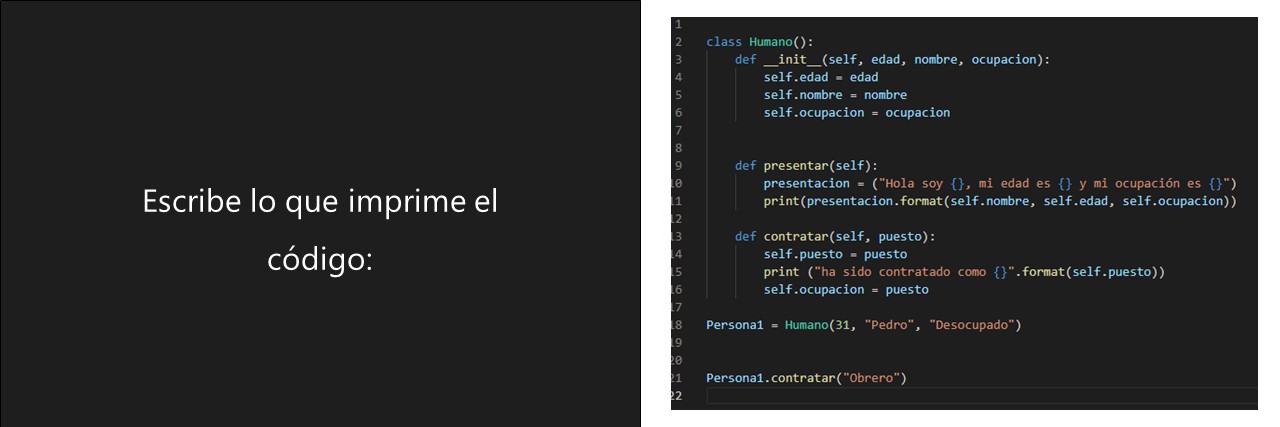 Escribe lo que imprime el
código:
1
2 class Humano():
3     def __init__(self, edad, nombre, ocupacion):
4         self.edad = edad
5         self.nombre = nombre
6         self.ocupacion = ocupacion
7
8
9     def presentar(self):
10         presentacion = ("Hola soy {}, mi edad es {} y mi ocupación es {}")
11         print(presentacion.format(self.nombre, self.edad, self.ocupacion))
12
13     def contratar(self, puesto):
14         self.puesto = puesto
15         print ("ha sido contratado como {}".format(self.puesto))
16         self.ocupacion = puesto
17
18 Persona1 = Humano(31, "Pedro", "Desocupado")
19
20
21 Persona1.contratar("Obrero")
22